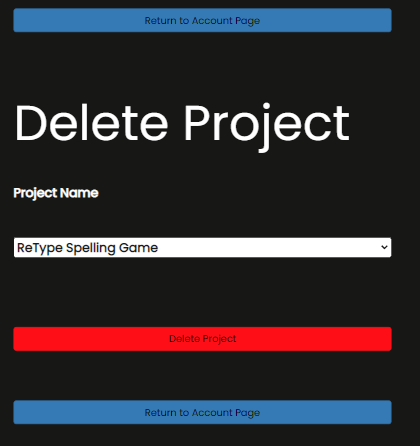 Return to Account Page
Delete Project
Project Name
ReType Spelling Game
Delete Project
Return to Account Page